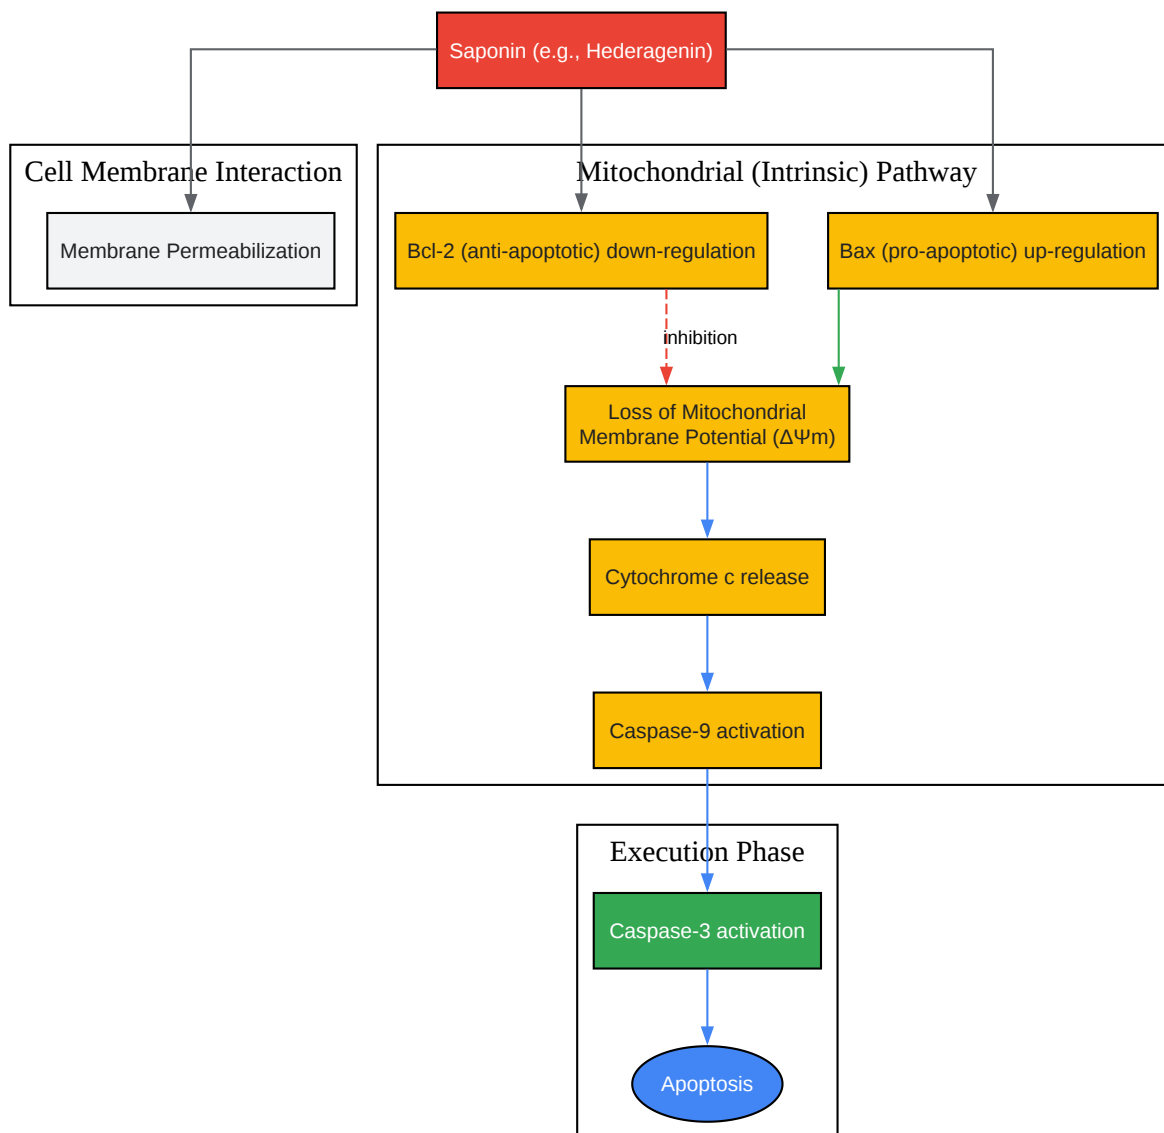 Saponin (e.g., Hederagenin)
Cell Membrane Interaction
Mitochondrial (Intrinsic) Pathway
Membrane Permeabilization
Bcl-2 (anti-apoptotic) down-regulation
Bax (pro-apoptotic) up-regulation
inhibition
Loss of Mitochondrial
Membrane Potential (ΔΨm)
Cytochrome c release
Caspase-9 activation
Execution Phase
Caspase-3 activation
Apoptosis